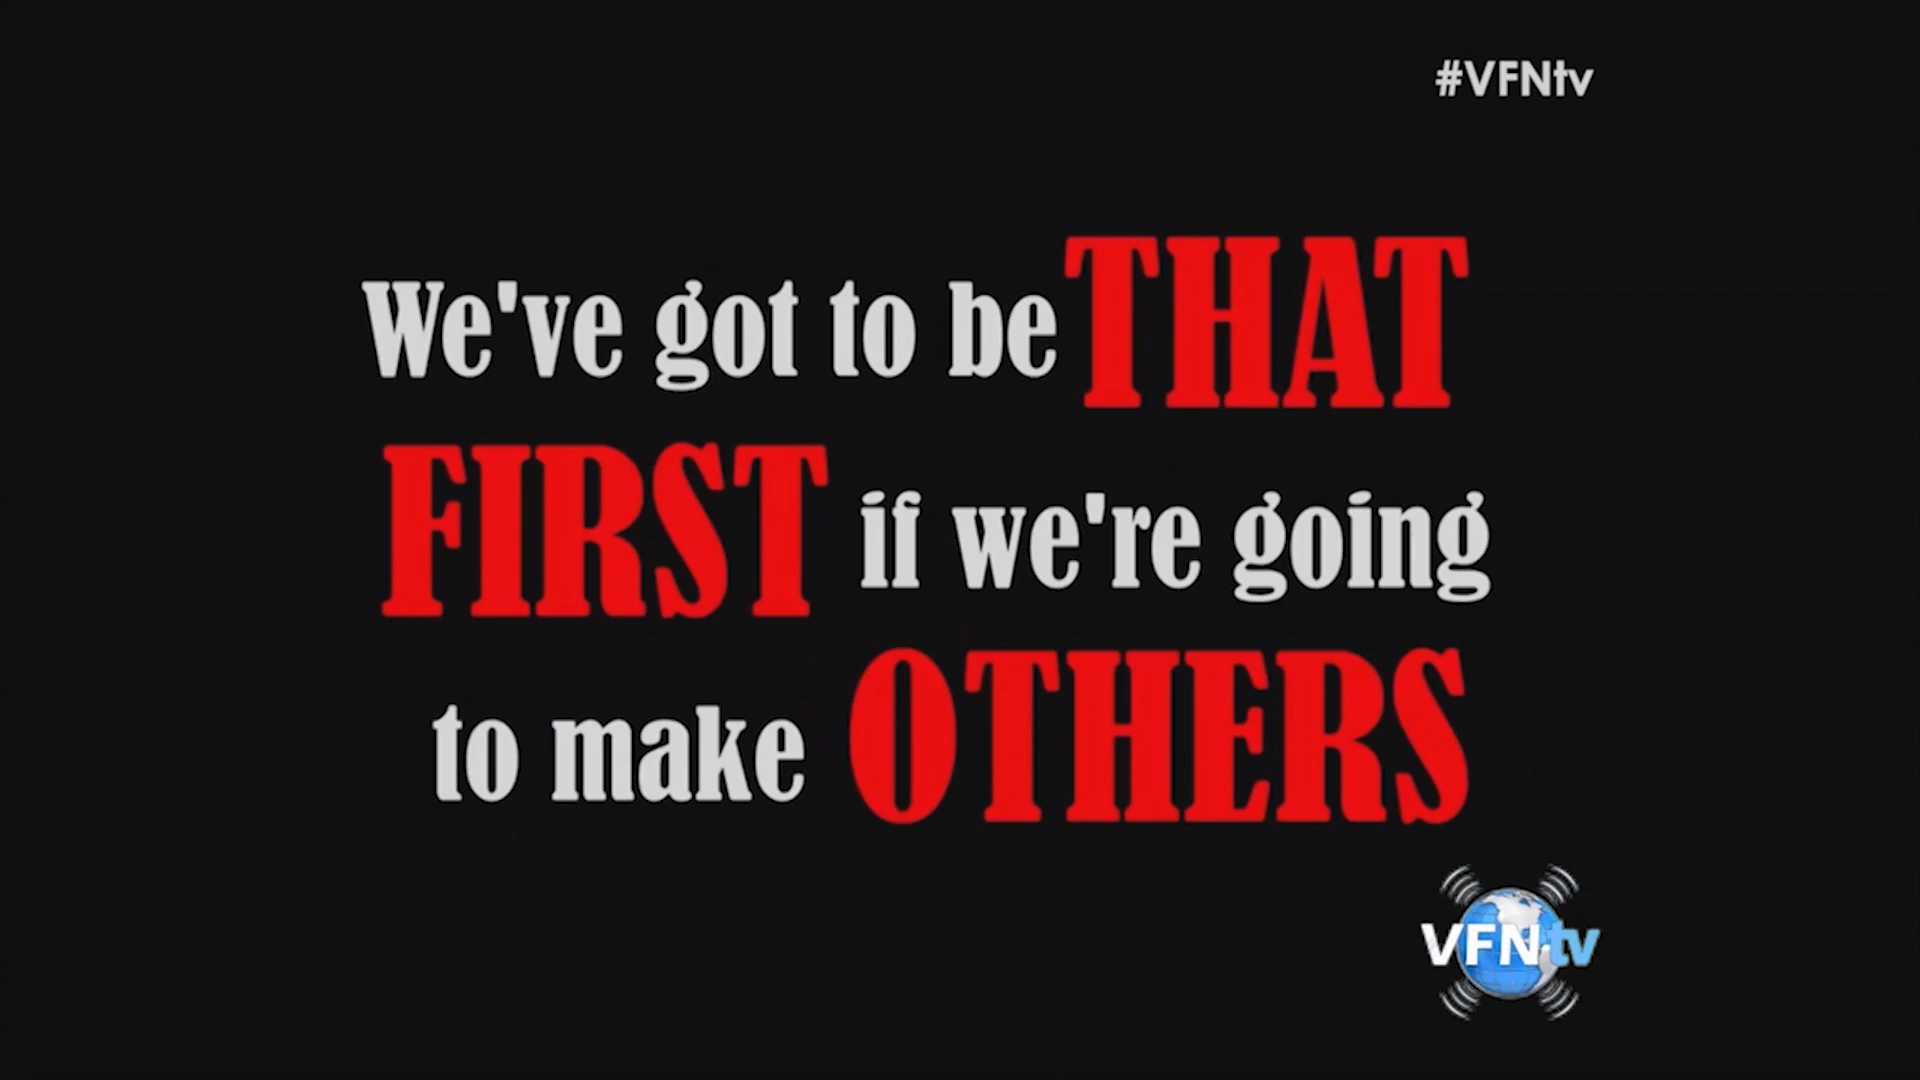 #VFNtv
We've got to be THAT
FIRST if we're going
to make OTHERS
VFNtv